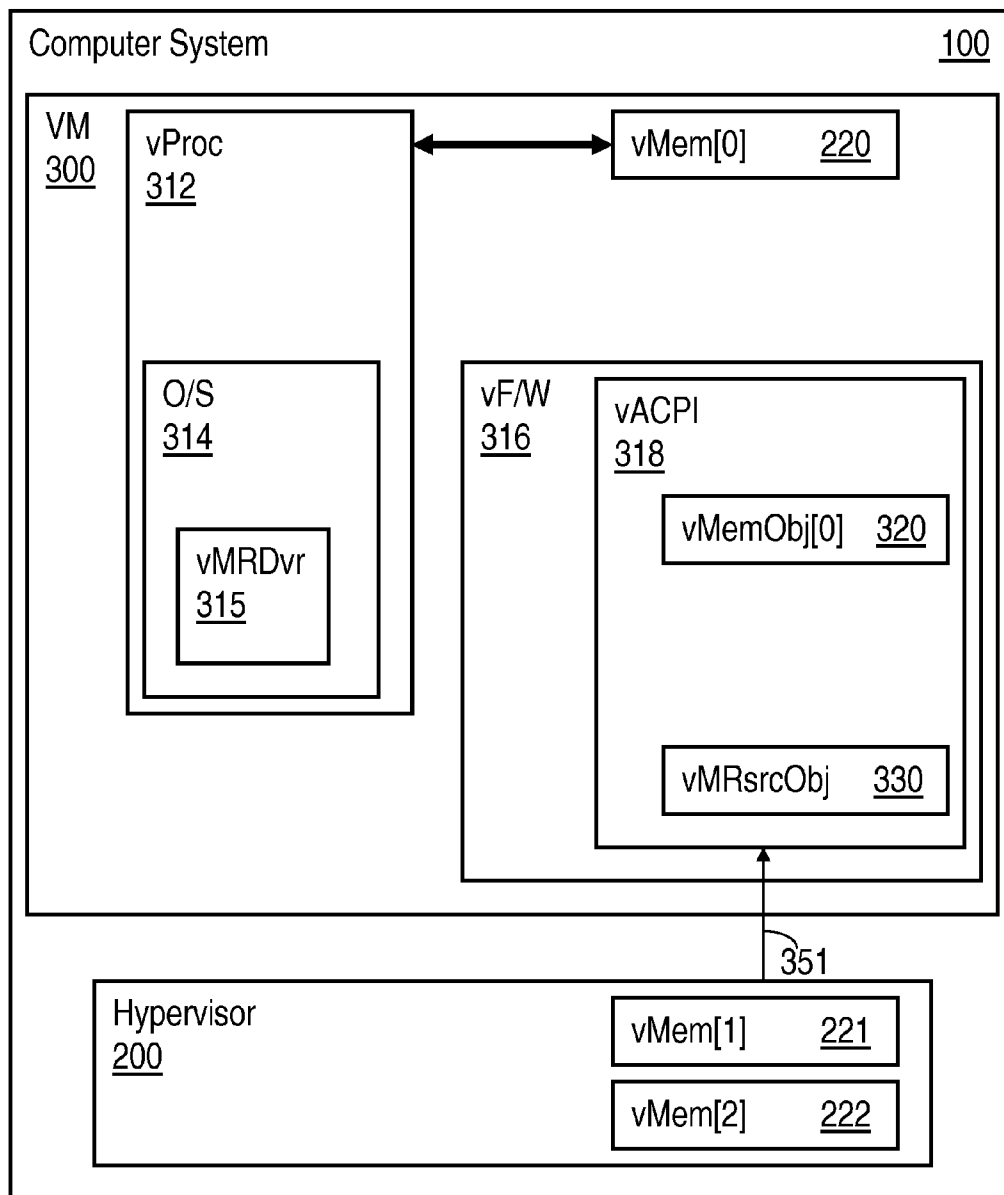 Computer System 100
VM
300
vProc
312
vMem[0] 220
O/S
314
vMRDvr
315
vF/W
316
vACPI
318
vMemObj[0] 320
vMRsrcObj 330
351
Hypervisor
200
vMem[1] 221
vMem[2] 222